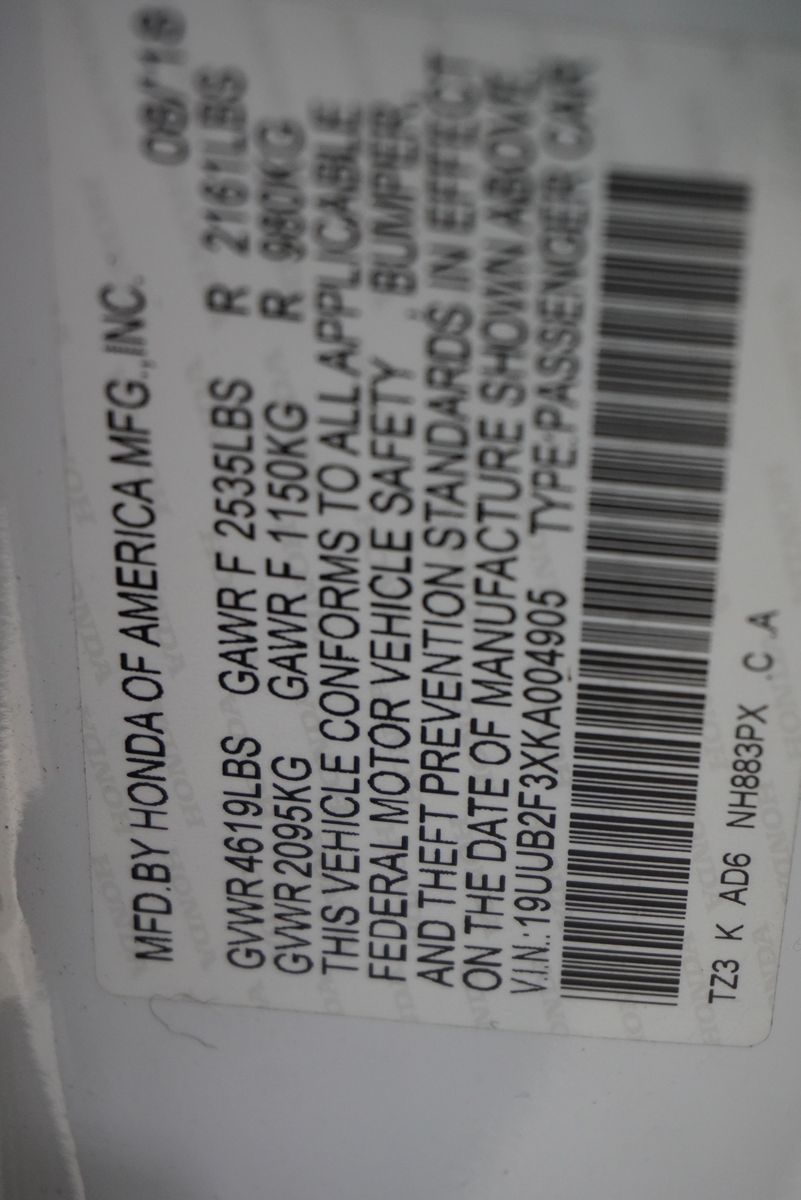 MFD.BY HONDA OF AMERICA MFG.,INC. 08/18
GVWR 4619LBS GAWR F 2535LBS R 2161LBS
GVWR 2095KG GAWR F 1150KG R 980KG
THIS VEHICLE CONFORMS TO ALL APPLICABLE
FEDERAL MOTOR VEHICLE SAFETY , BUMPER,
AND THEFT PREVENTION STANDARDS IN EFFECT
ON THE DATE OF MANUFACTURE SHOWN ABOVE.
V.I.N.: 19UUB2F3XKA004905 TYPE:PASSENGER CAR
TZ3 K AD6 NH883PX .C .A